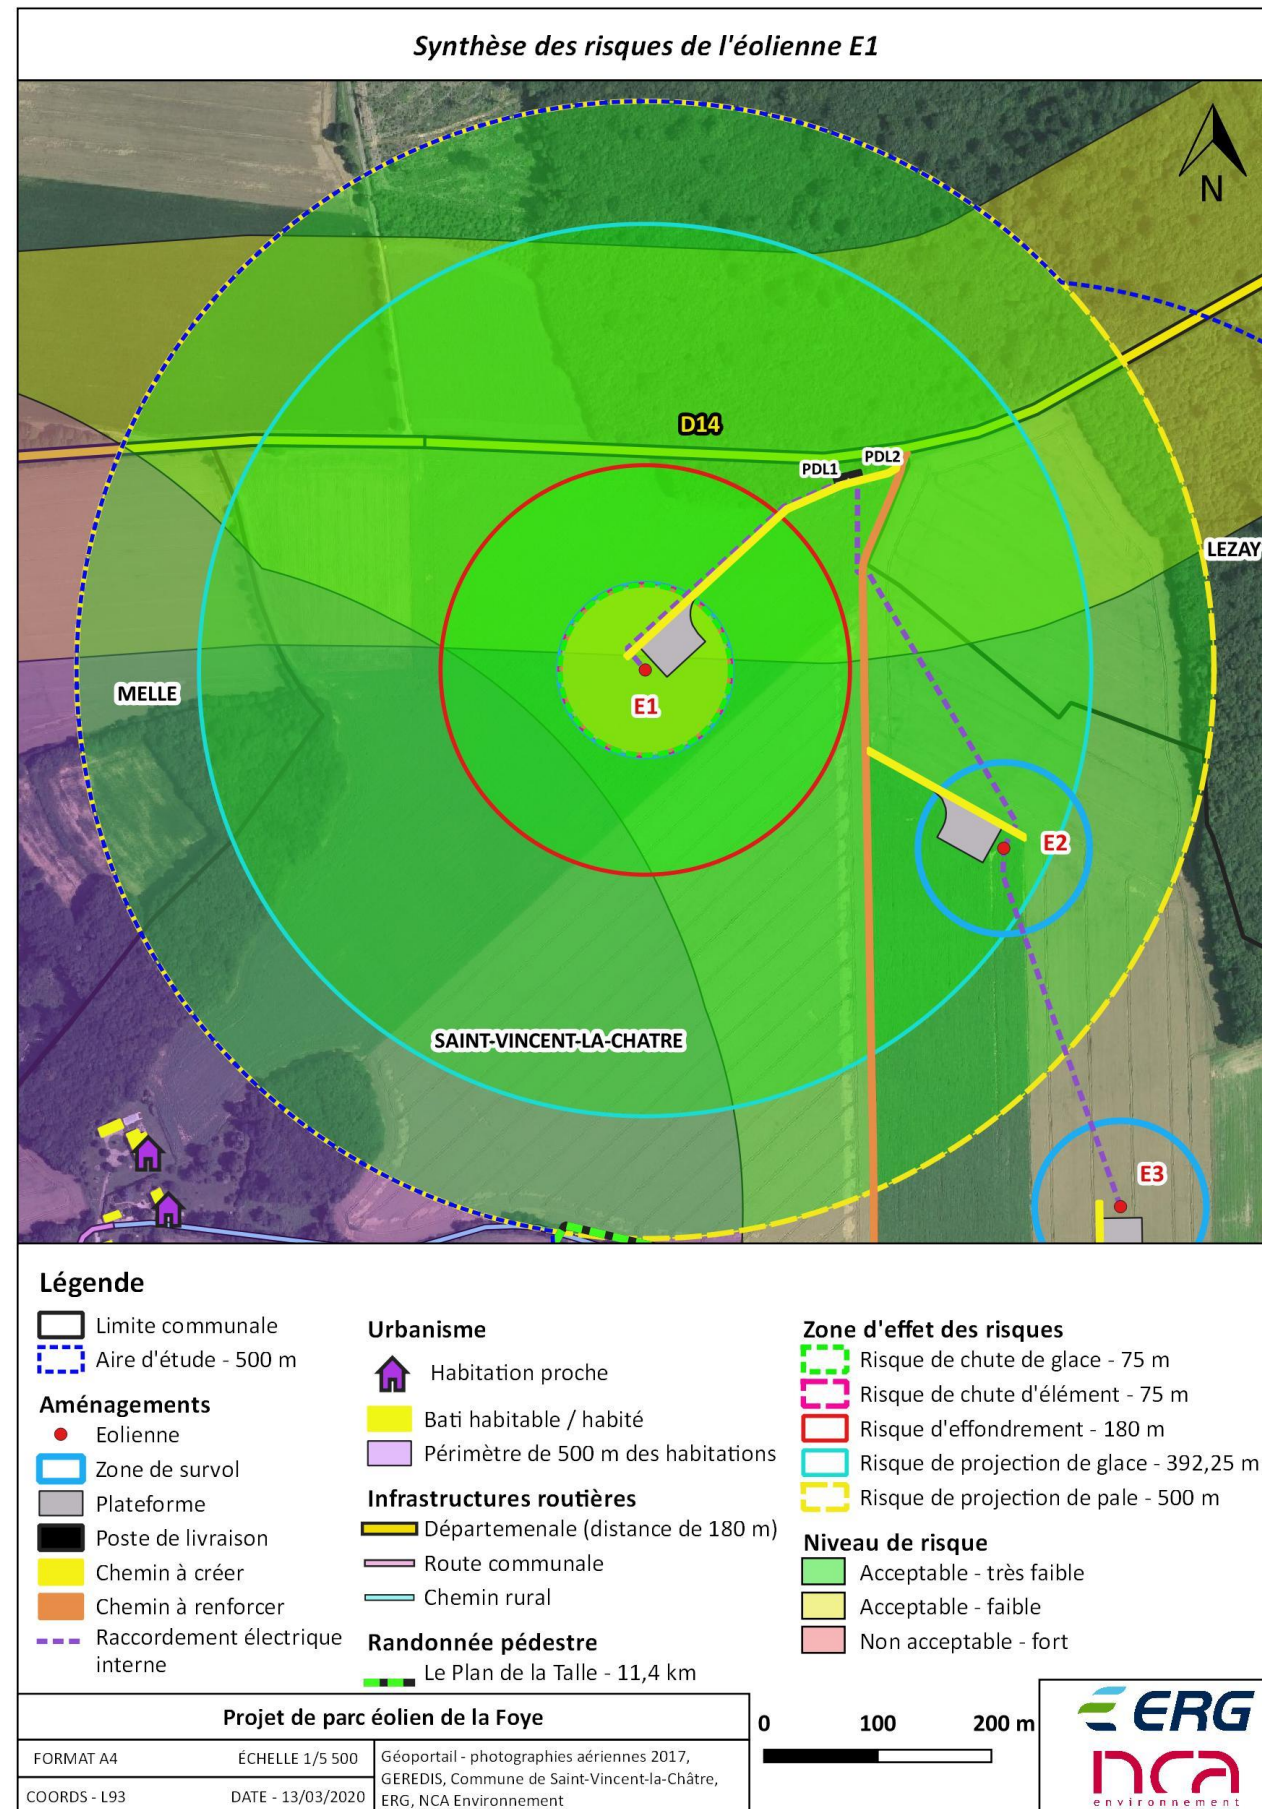 Synthèse des risques de l'éolienne E1
N
D14
PDL1
PDL2
LEZAY
MELLE
E1
E2
SAINT-VINCENT-LA-CHATRE
E3
Légende
Limite communale
Aire d'étude - 500 m
Aménagements
Eolienne
Zone de survol
Plateforme
Poste de livraison
Chemin à créer
Chemin à renforcer
Raccordement électrique
interne
Urbanisme
Habitation proche
Bati habitable / habité
Périmètre de 500 m des habitations
Infrastructures routières
Départemenale (distance de 180 m)
Route communale
Chemin rural
Randonnée pédestre
Le Plan de la Talle - 11,4 km
Zone d'effet des risques
Risque de chute de glace - 75 m
Risque de chute d'élément - 75 m
Risque d'effondrement - 180 m
Risque de projection de glace - 392,25 m
Risque de projection de pale - 500 m
Niveau de risque
Acceptable - très faible
Acceptable - faible
Non acceptable - fort
Projet de parc éolien de la Foye
FORMAT A4
ÉCHELLE 1/5 500
COORDS - L93
DATE - 13/03/2020
Géoportail - photographies aériennes 2017,
GEREDIS, Commune de Saint-Vincent-la-Châtre,
ERG, NCA Environnement
0 100 200 m
ERG
nca
environnement